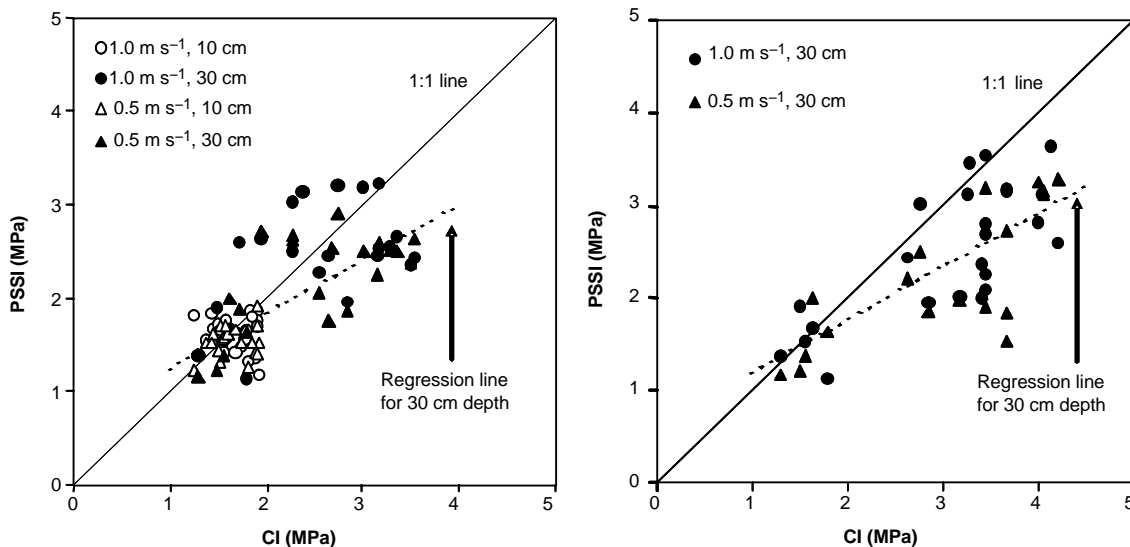 5
4
3
2
1
0
PSSI (MPa)
1.0 m s⁻¹, 10 cm
1.0 m s⁻¹, 30 cm
0.5 m s⁻¹, 10 cm
0.5 m s⁻¹, 30 cm
1:1 line
Regression line
for 30 cm depth
0 1 2 3 4 5
CI (MPa)
5
4
3
2
1
0
PSSI (MPa)
1.0 m s⁻¹, 30 cm
0.5 m s⁻¹, 30 cm
1:1 line
Regression line
for 30 cm depth
0 1 2 3 4 5
CI (MPa)